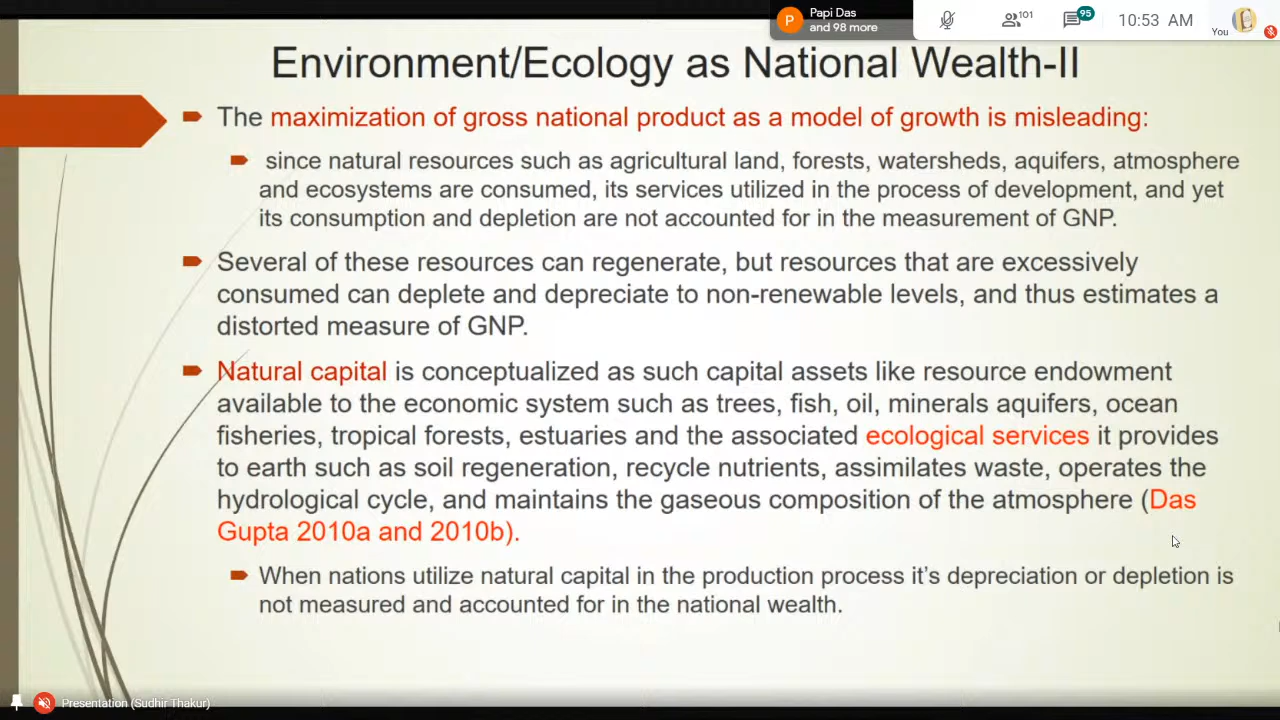 Papi Das
and 98 more
101
95
10:53 AM
You
Environment/Ecology as National Wealth-II
The maximization of gross national product as a model of growth is misleading:
since natural resources such as agricultural land, forests, watersheds, aquifers, atmosphere
and ecosystems are consumed, its services utilized in the process of development, and yet
its consumption and depletion are not accounted for in the measurement of GNP.
Several of these resources can regenerate, but resources that are excessively
consumed can deplete and depreciate to non-renewable levels, and thus estimates a
distorted measure of GNP.
Natural capital is conceptualized as such capital assets like resource endowment
available to the economic system such as trees, fish, oil, minerals aquifers, ocean
fisheries, tropical forests, estuaries and the associated ecological services it provides
to earth such as soil regeneration, recycle nutrients, assimilates waste, operates the
hydrological cycle, and maintains the gaseous composition of the atmosphere (Das
Gupta 2010a and 2010b).
When nations utilize natural capital in the production process it's depreciation or depletion is
not measured and accounted for in the national wealth.
Presentation (Sudhir Thakur)